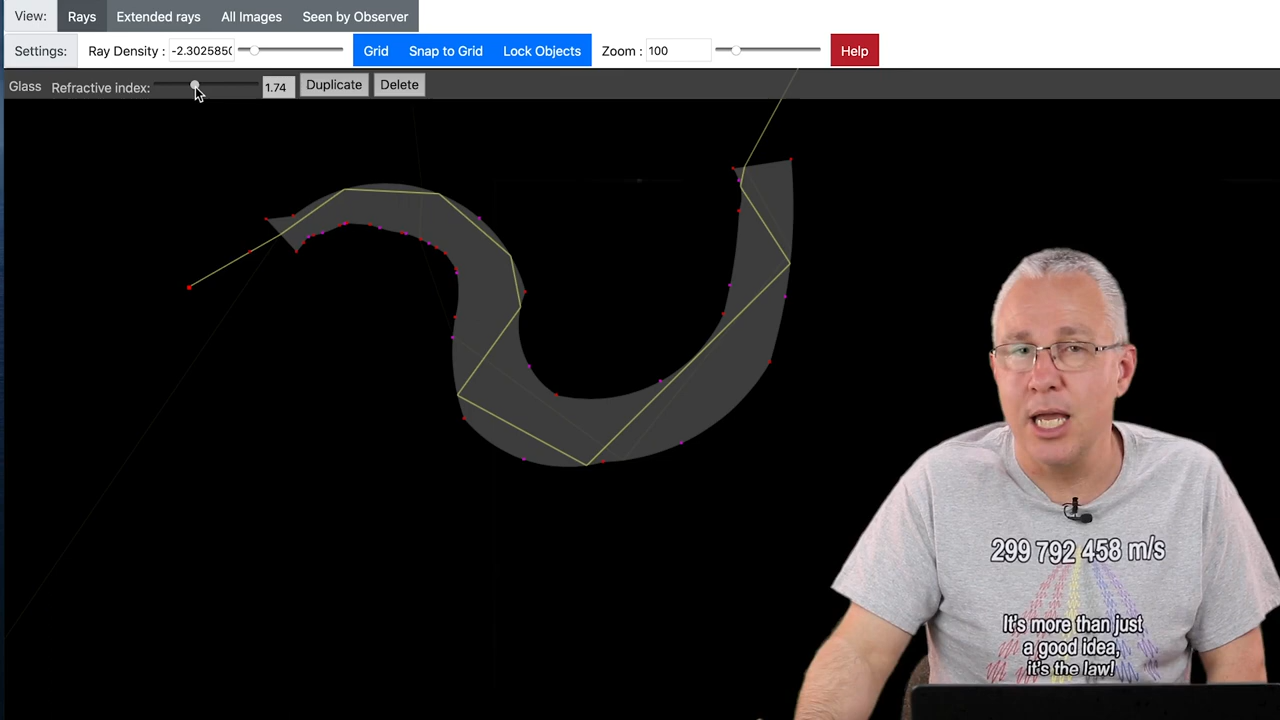 View: Rays Extended rays All Images Seen by Observer
Settings: Ray Density : -2.3025850 Grid Snap to Grid Lock Objects Zoom : 100 Help
Glass Refractive index: 1.74 Duplicate Delete
299 792 458 m/s
It's more than just
a good idea,
it's the law!